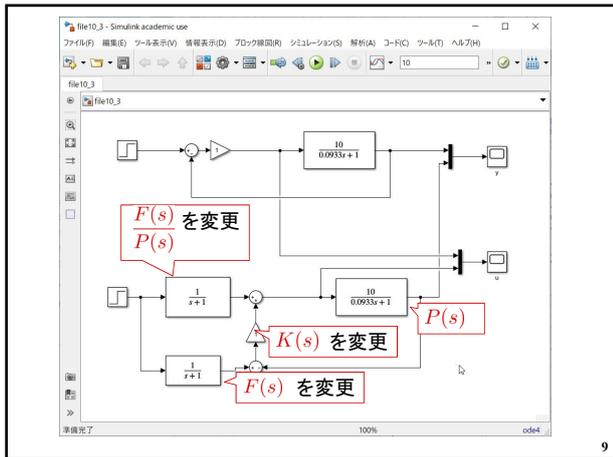 file10_3 - Simulink academic use
ファイル(F) 編集(E) ツール表示(V) 情報表示(D) ブロック線図(R) シミュレーション(S) 解析(A) コード(C) ツール(T) ヘルプ(H)
10
file10_3
file10_3
1
10
0.0933s + 1
y
F(s)
P(s)
を変更
u
1
s + 1
10
0.0933s + 1
P(s)
K(s) を変更
1
s + 1
F(s) を変更
準備完了
100%
ode4
9